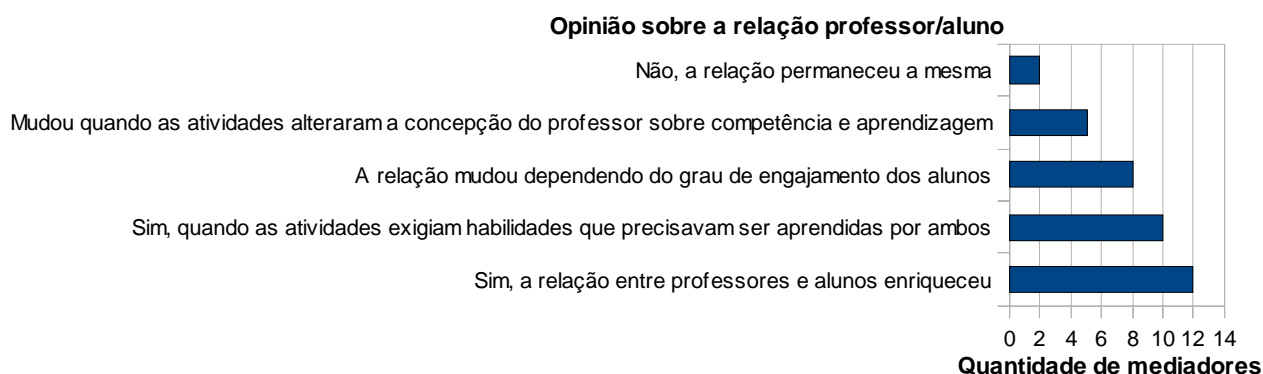 Opinião sobre a relação professor/aluno
Não, a relação permaneceu a mesma
Mudou quando as atividades alteraram a concepção do professor sobre competência e aprendizagem
A relação mudou dependendo do grau de engajamento dos alunos
Sim, quando as atividades exigiam habilidades que precisavam ser aprendidas por ambos
Sim, a relação entre professores e alunos enriqueceu
0 2 4 6 8 10 12 14
Quantidade de mediadores